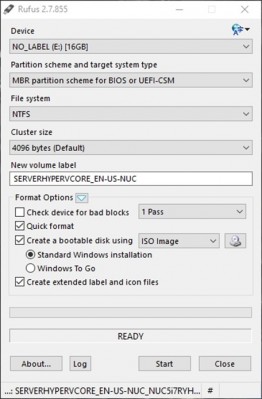 Rufus 2.7.855
Device
NO_LABEL (E:) [16GB]
Partition scheme and target system type
MBR partition scheme for BIOS or UEFI-CSM
File system
NTFS
Cluster size
4096 bytes (Default)
New volume label
SERVERHYPERVCORE_EN-US-NUC
Format Options
Check device for bad blocks 1 Pass
Quick format
Create a bootable disk using ISO Image
Standard Windows installation
Windows To Go
Create extended label and icon files
READY
About... Log Start Close
...: SERVERHYPERVCORE_EN-US-NUC_NUC5i7RYH... #